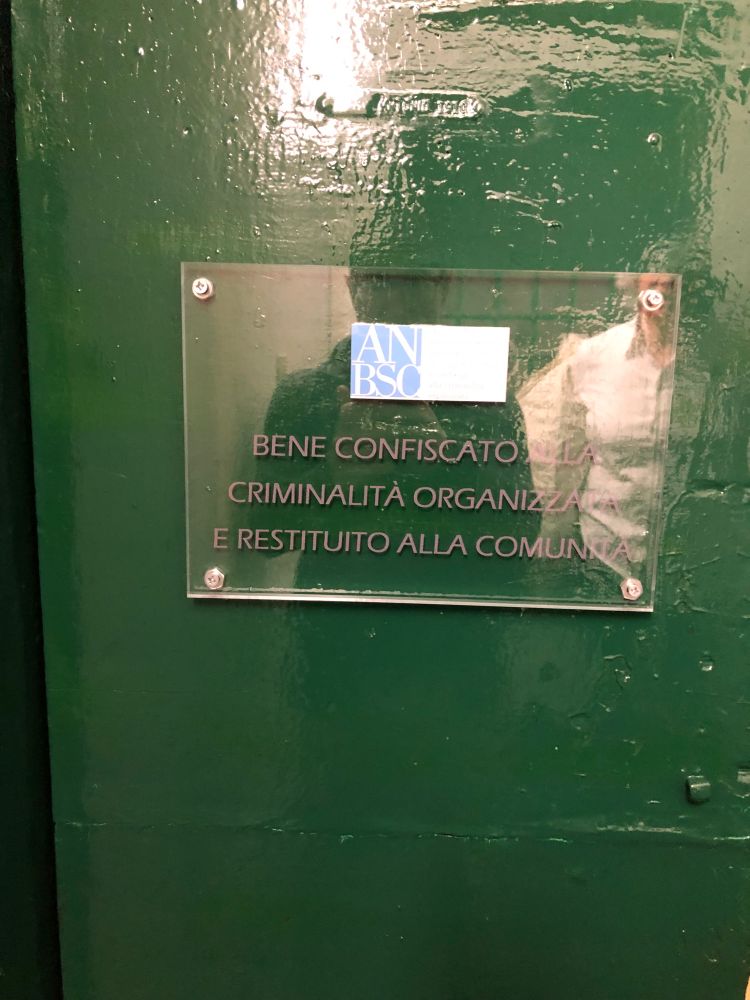 AN
BSC
BENE CONFISCATO ALLA
CRIMINALITÀ ORGANIZZATA
E RESTITUITO ALLA COMUNITÀ